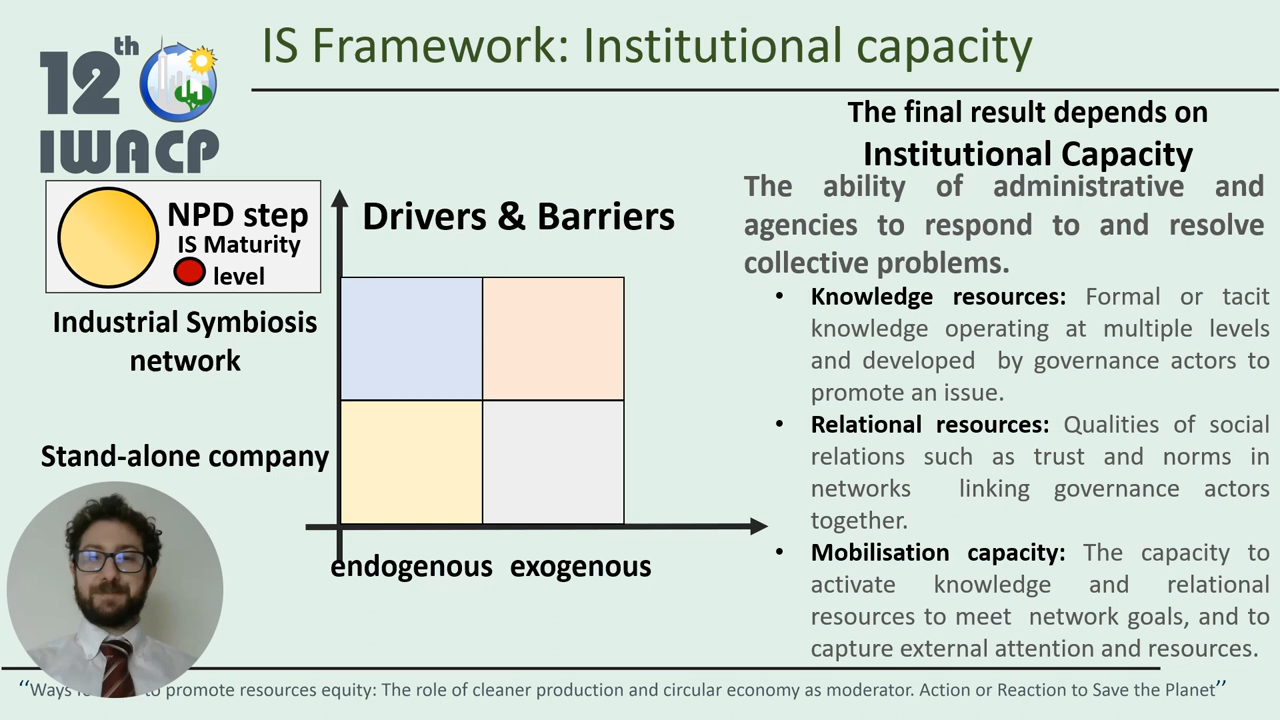 12th
IWACP
IS Framework: Institutional capacity
NPD step
IS Maturity
level
Industrial Symbiosis
network
Stand-alone company
Drivers & Barriers
endogenous exogenous
The final result depends on
Institutional Capacity
The ability of administrative and
agencies to respond to and resolve
collective problems.
• Knowledge resources: Formal or tacit
knowledge operating at multiple levels
and developed by governance actors to
promote an issue.
• Relational resources: Qualities of social
relations such as trust and norms in
networks linking governance actors
together.
• Mobilisation capacity: The capacity to
activate knowledge and relational
resources to meet network goals, and to
capture external attention and resources.
“Ways to promote resources equity: The role of cleaner production and circular economy as moderator. Action or Reaction to Save the Planet”